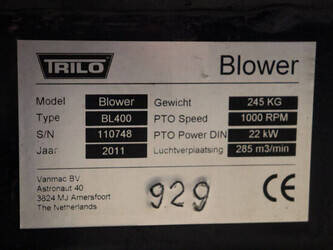 TRILO Blower
Model Blower Gewicht 245 KG
Type BL400 PTO Speed 1000 RPM
S/N 110748 PTO Power DIN 22 kW
Jaar 2011 Luchtverplaatsing 285 m3/min
Vanmac BV
Astronaut 40
3824 MJ Amersfoort
The Netherlands
929
CE